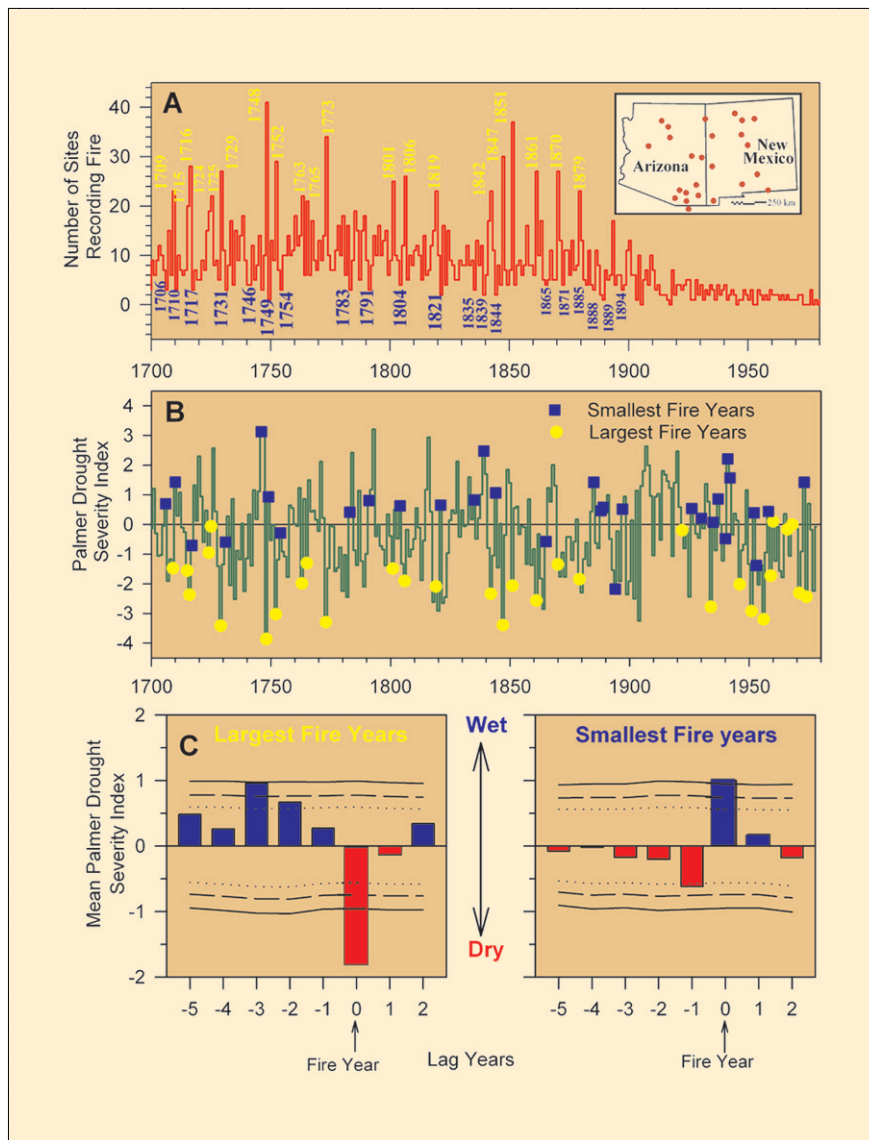 A
Number of Sites
Recording Fire
40
30
20
10
0
1709
1715
1716
1724
1725
1729
1748
1752
1763
1765
1773
1801
1806
1819
1842
1847
1851
1861
1870
1879
1706
1710
1717
1731
1746
1749
1754
1783
1791
1804
1821
1835
1839
1844
1865
1871
1885
1888
1889
1894
Arizona
New
Mexico
250 km
1700 1750 1800 1850 1900 1950
B
Smallest Fire Years
Largest Fire Years
Palmer Drought
Severity Index
4
3
2
1
0
-1
-2
-3
-4
1700 1750 1800 1850 1900 1950
C
Largest Fire Years
Wet
Dry
Smallest Fire years
Mean Palmer Drought
Severity Index
2
1
0
-1
-2
-5 -4 -3 -2 -1 0 1 2
-5 -4 -3 -2 -1 0 1 2
Fire Year
Lag Years
Fire Year